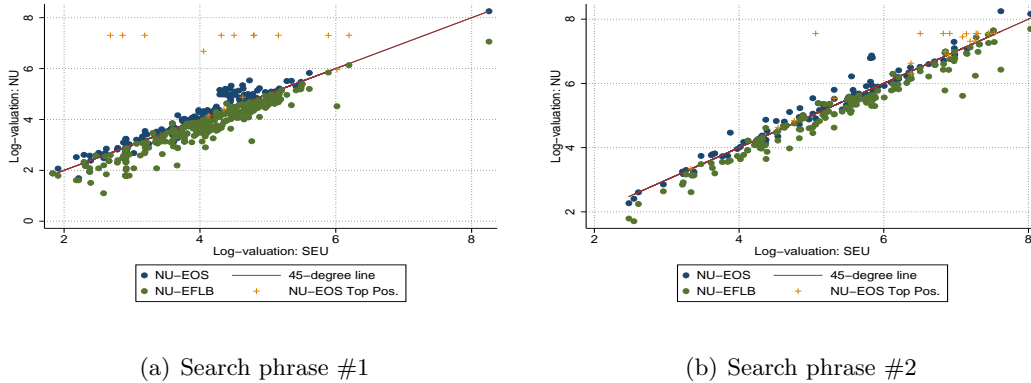 Log-valuation: NU
0 2 4 6 8
2 4 6 8
Log-valuation: SEU
NU-EOS 45-degree line
NU-EFLB NU-EOS Top Pos.
(a) Search phrase #1
Log-valuation: NU
2 4 6 8
2 4 6 8
Log-valuation: SEU
NU-EOS 45-degree line
NU-EFLB NU-EOS Top Pos.
(b) Search phrase #2